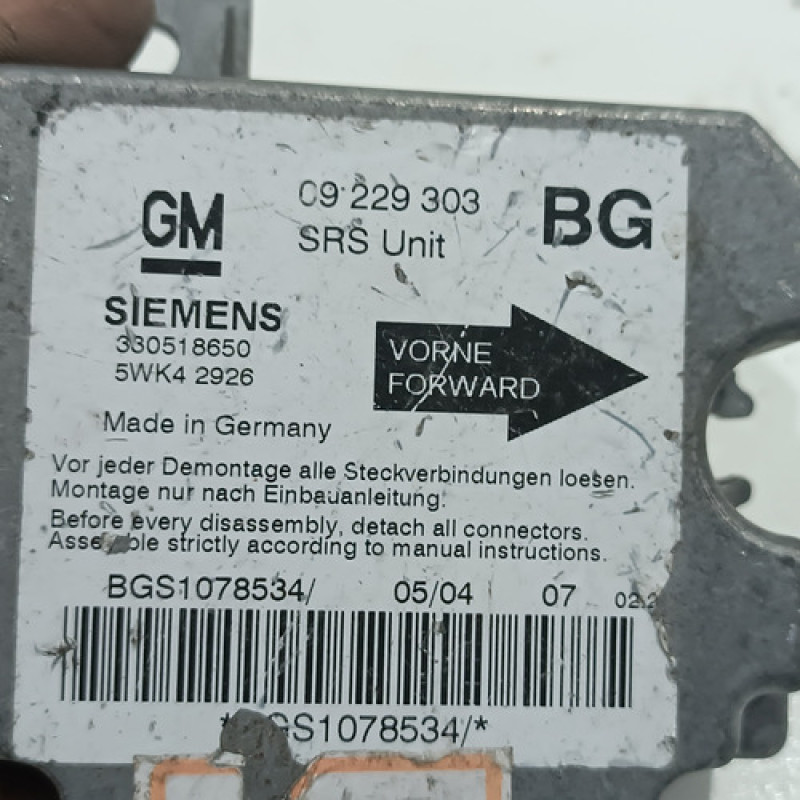 GM
09 229 303
BG
SRS Unit
SIEMENS
330518650
5WK4 2926
VORNE
FORWARD
Made in Germany
Vor jeder Demontage alle Steckverbindungen loesen.
Montage nur nach Einbauanleitung.
Before every disassembly, detach all connectors.
Assemble strictly according to manual instructions.
BGS1078534/ 05/04 07
GS1078534/*